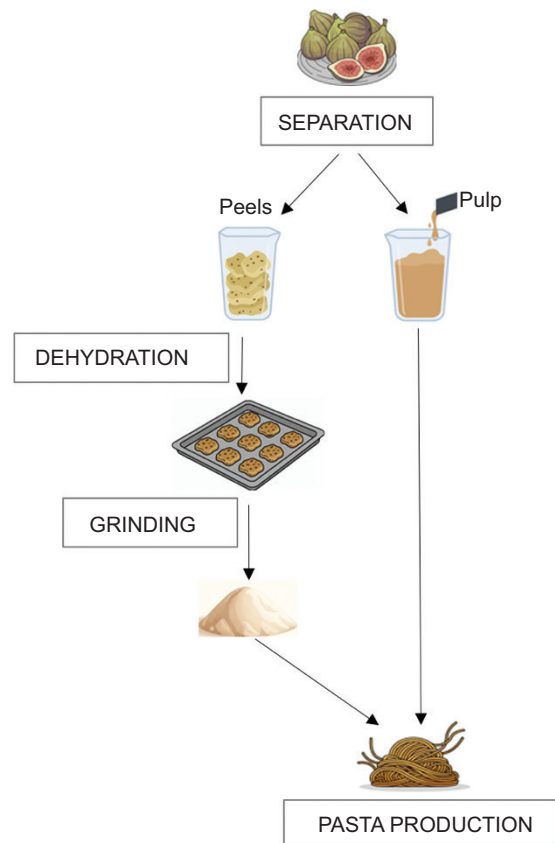 SEPARATION
Peels
Pulp
DEHYDRATION
GRINDING
PASTA PRODUCTION